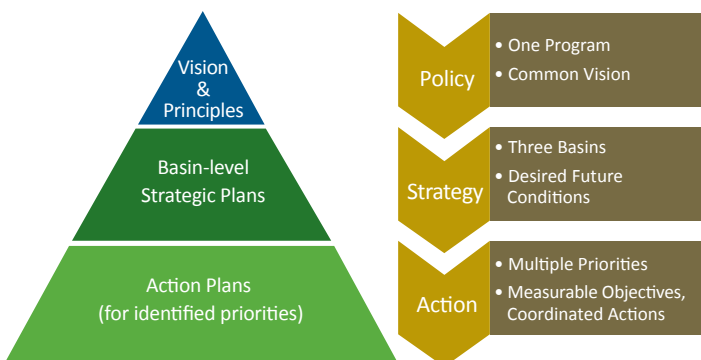 Vision
&
Principles
Basin-level
Strategic Plans
Action Plans
(for identified priorities)
Policy
• One Program
• Common Vision
Strategy
• Three Basins
• Desired Future
Conditions
Action
• Multiple Priorities
• Measurable Objectives,
Coordinated Actions